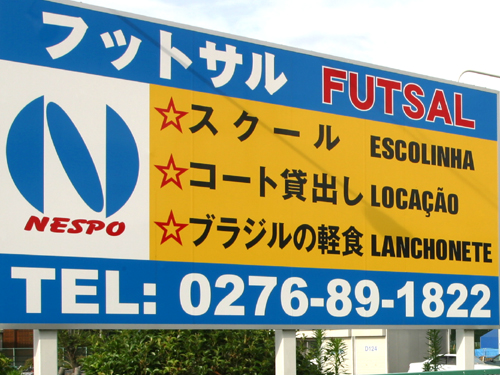 フットサル FUTSAL
☆スクール ESCOLINHA
☆コート貸出し LOCAÇÃO
☆ブラジルの軽食 LANCHONETE
NESPO
TEL: 0276-89-1822